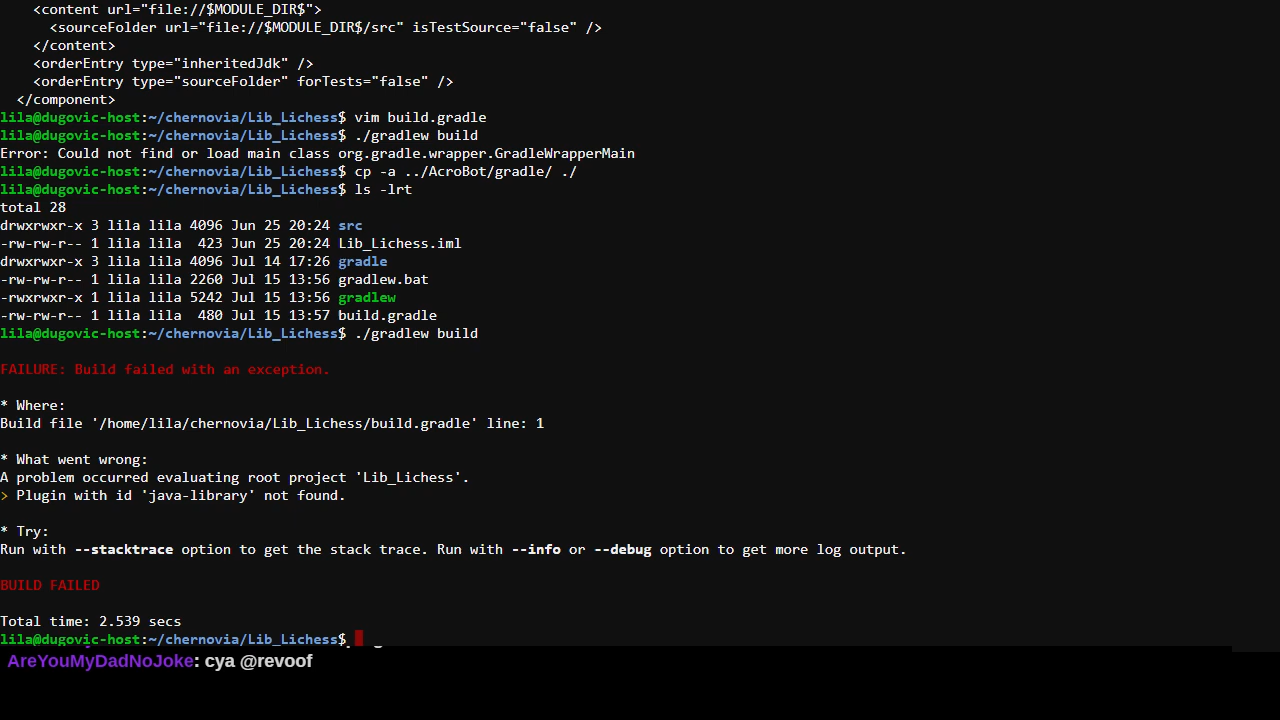 <content url="file://$MODULE_DIR$">
<sourceFolder url="file://$MODULE_DIR$/src" isTestSource="false" />
</content>
<orderEntry type="inheritedJdk" />
<orderEntry type="sourceFolder" forTests="false" />
</component>
lila@dugovic-host:~/chernovia/Lib_Lichess$ vim build.gradle
lila@dugovic-host:~/chernovia/Lib_Lichess$ ./gradlew build
Error: Could not find or load main class org.gradle.wrapper.GradleWrapperMain
lila@dugovic-host:~/chernovia/Lib_Lichess$ cp -a ../AcroBot/gradle/ ./
lila@dugovic-host:~/chernovia/Lib_Lichess$ ls -lrt
total 28
drwxrwxr-x 3 lila lila 4096 Jun 25 20:24 src
-rw-rw-r-- 1 lila lila  423 Jun 25 20:24 Lib_Lichess.iml
drwxrwxr-x 3 lila lila 4096 Jul 14 17:26 gradle
-rw-rw-r-- 1 lila lila 2260 Jul 15 13:56 gradlew.bat
-rwxrwxr-x 1 lila lila 5242 Jul 15 13:56 gradlew
-rw-rw-r-- 1 lila lila  480 Jul 15 13:57 build.gradle
lila@dugovic-host:~/chernovia/Lib_Lichess$ ./gradlew build
FAILURE: Build failed with an exception.
* Where:
Build file '/home/lila/chernovia/Lib_Lichess/build.gradle' line: 1
* What went wrong:
A problem occurred evaluating root project 'Lib_Lichess'.
> Plugin with id 'java-library' not found.
* Try:
Run with --stacktrace option to get the stack trace. Run with --info or --debug option to get more log output.
BUILD FAILED
Total time: 2.539 secs
lila@dugovic-host:~/chernovia/Lib_Lichess$
AreYouMyDadNoJoke: cya @revoof